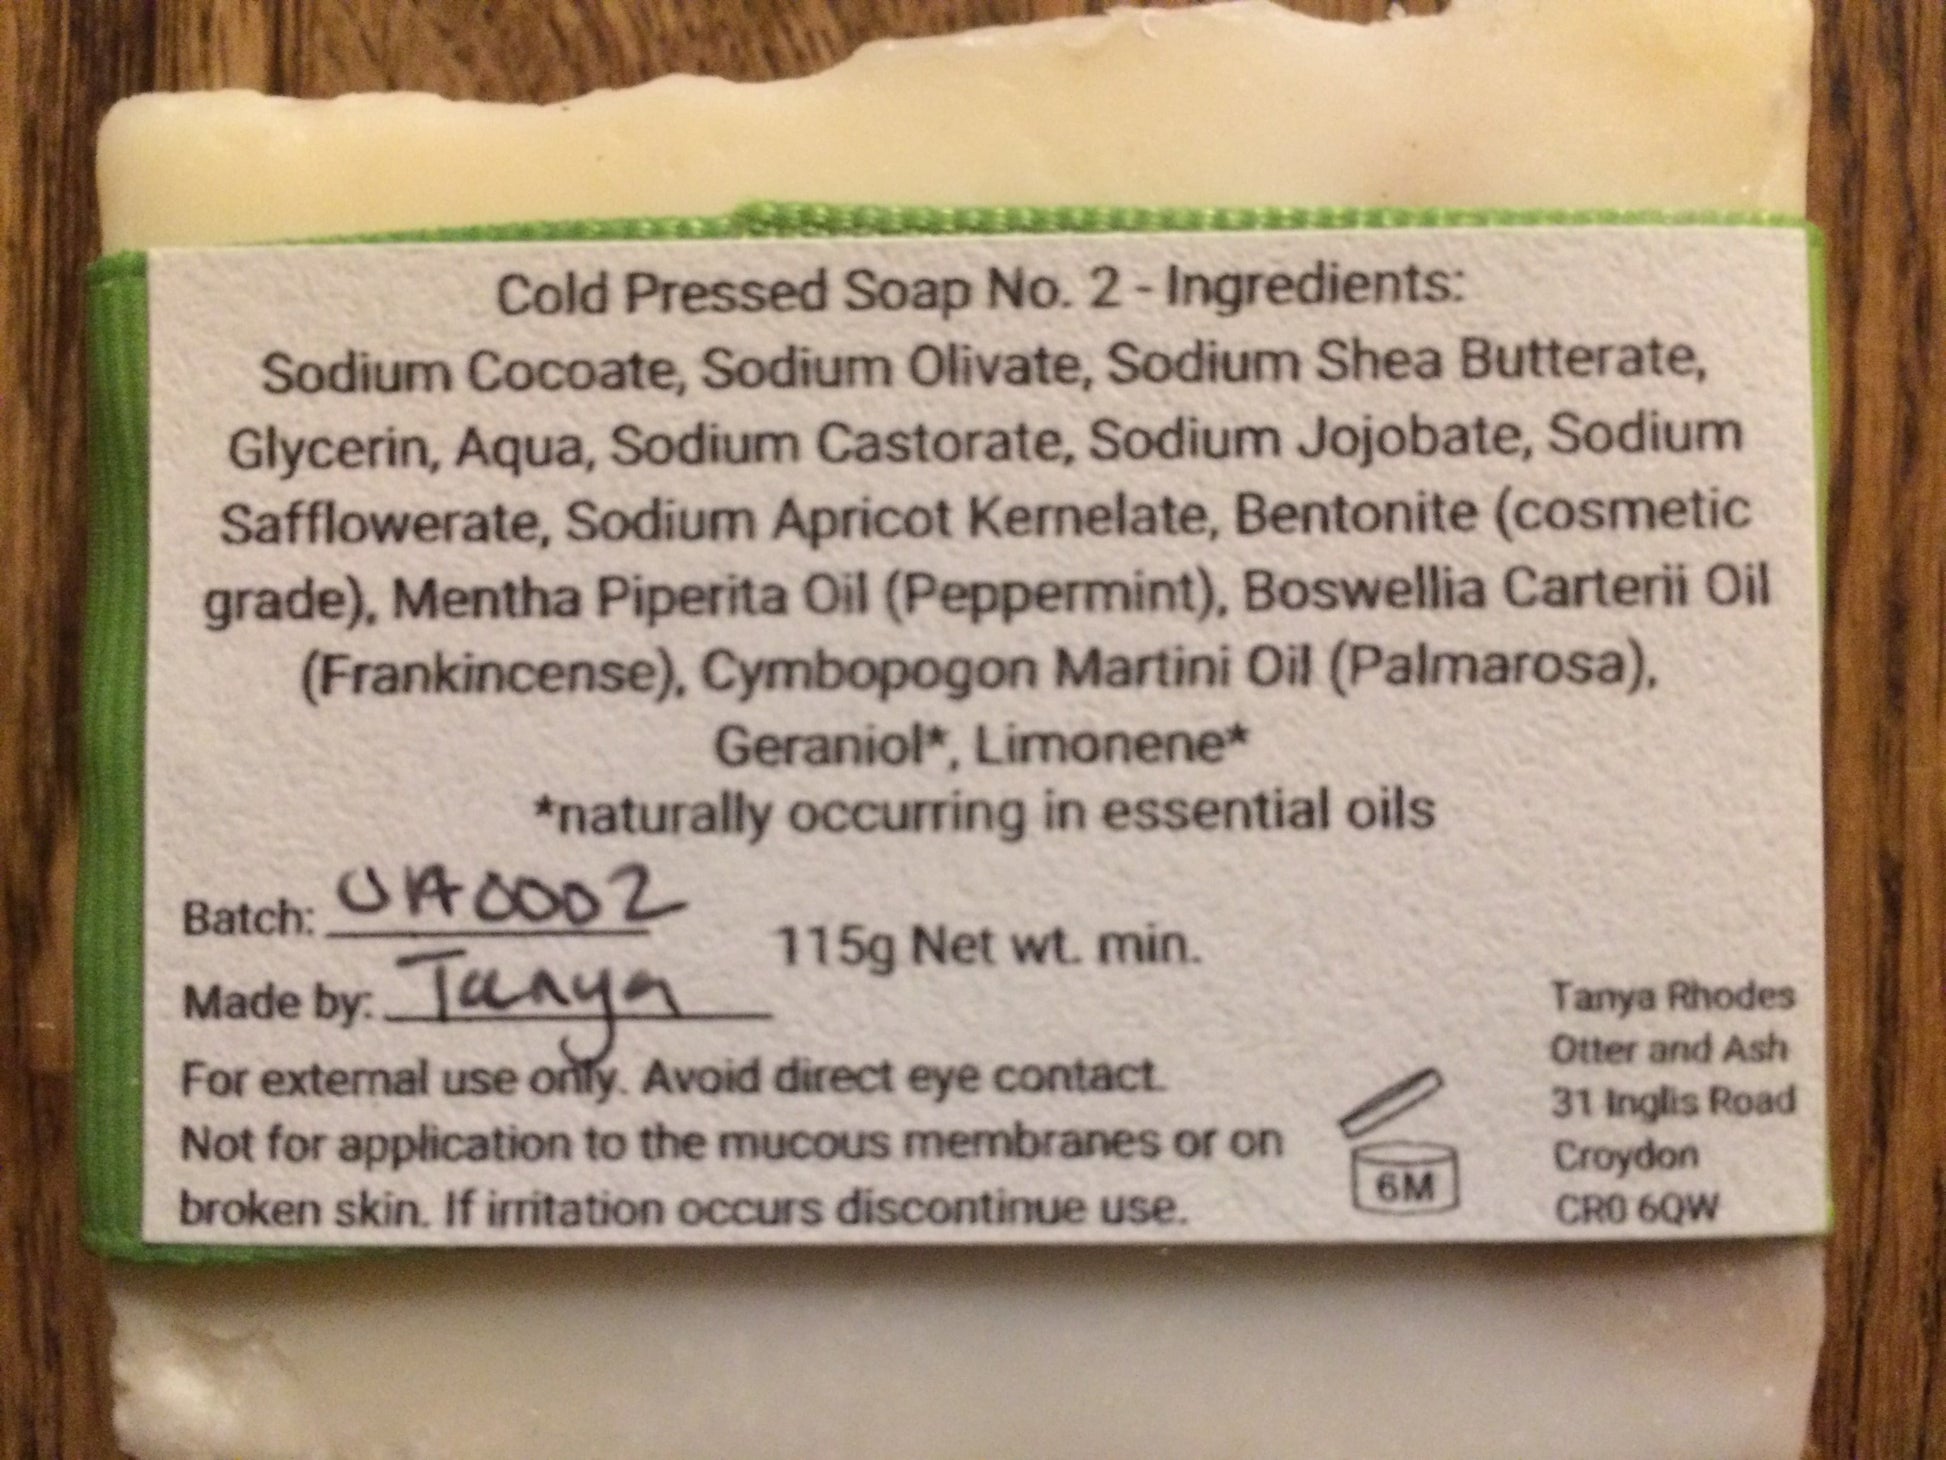 Cold Pressed Soap No. 2 - Ingredients:
Sodium Cocoate, Sodium Olivate, Sodium Shea Butterate,
Glycerin, Aqua, Sodium Castorate, Sodium Jojobate, Sodium
Safflowerate, Sodium Apricot Kernelate, Bentonite (cosmetic
grade), Mentha Piperita Oil (Peppermint), Boswellia Carterii Oil
(Frankincense), Cymbopogon Martini Oil (Palmarosa),
Geraniol*, Limonene*
*naturally occurring in essential oils
Batch: UA0002
115g Net wt. min.
Made by: Tanya
For external use only. Avoid direct eye contact.
Not for application to the mucous membranes or on
broken skin. If irritation occurs discontinue use.
6M
Tanya Rhodes
Otter and Ash
31 Inglis Road
Croydon
CR0 6QW